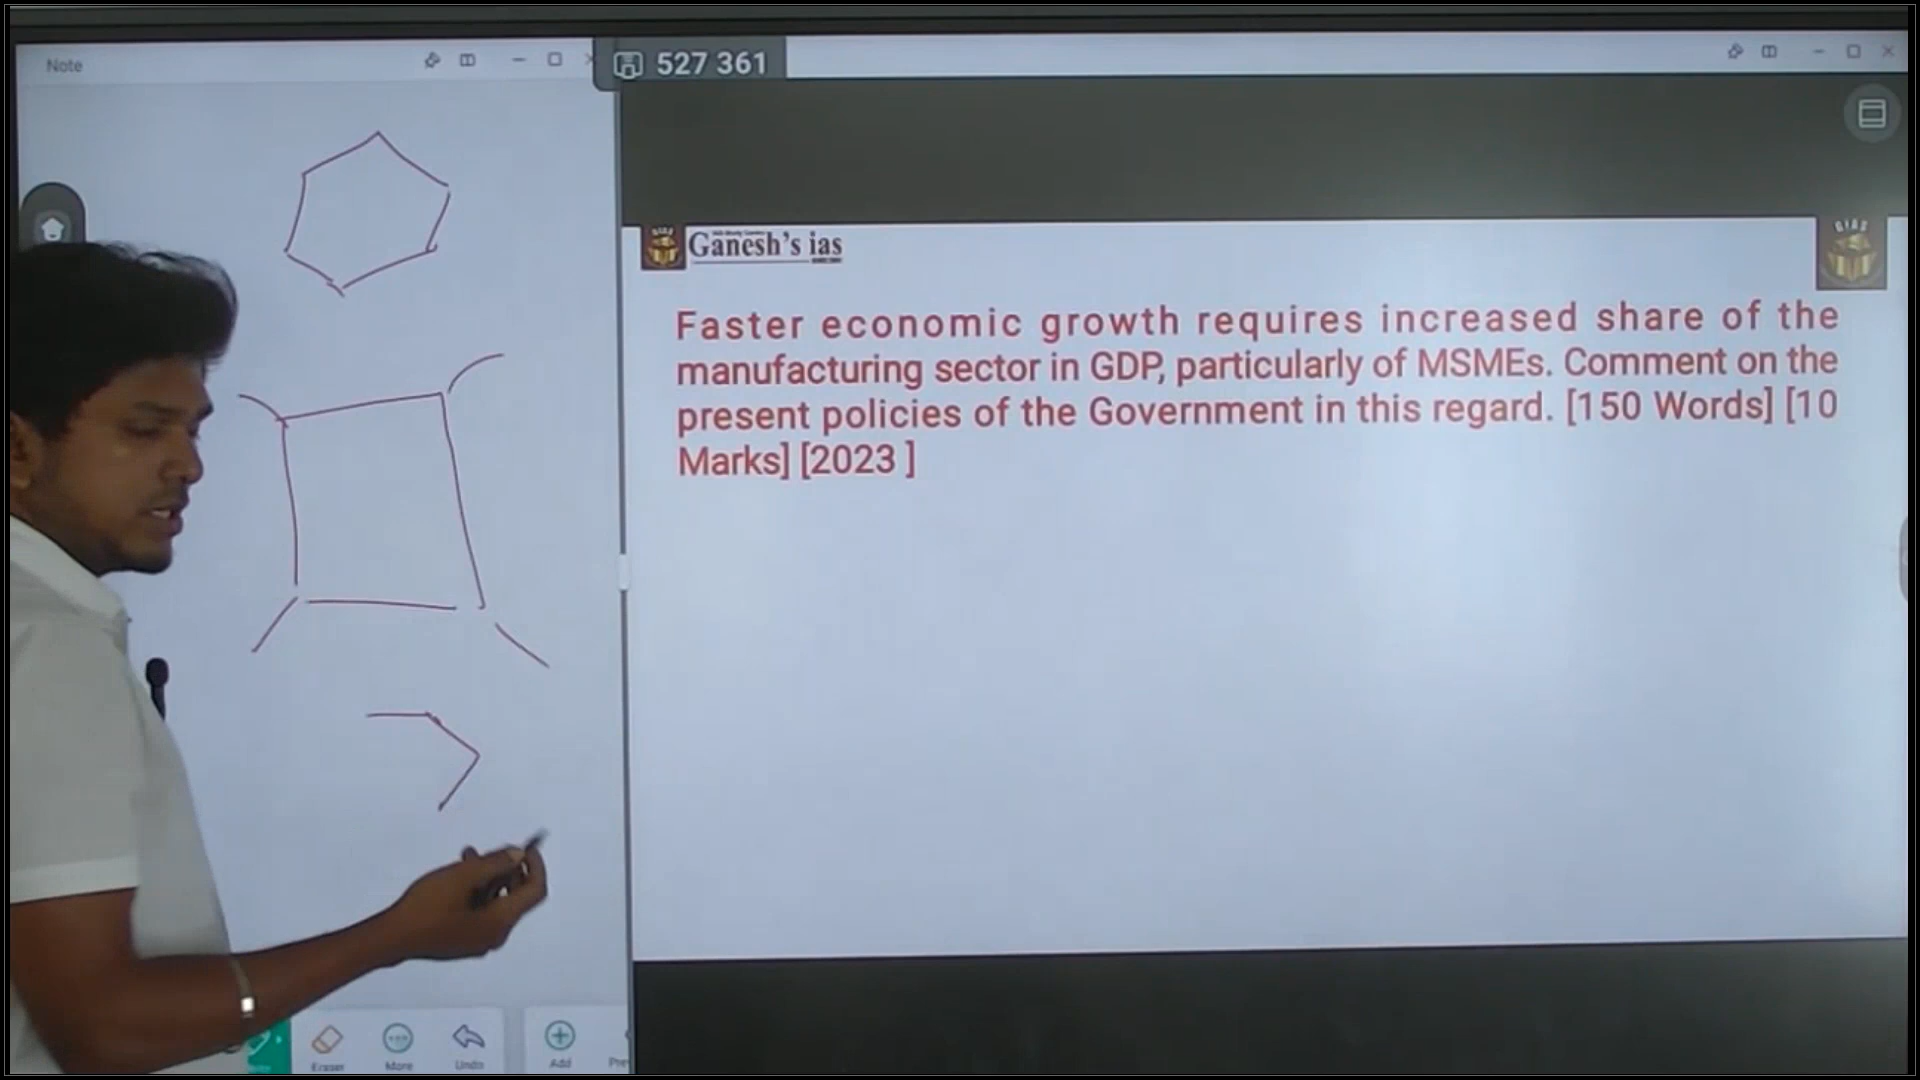 Note
527 361
GIAS
Ganesh's ias
Faster economic growth requires increased share of the
manufacturing sector in GDP, particularly of MSMEs. Comment on the
present policies of the Government in this regard. [150 Words] [10
Marks] [2023 ]
Eraser
More
Undo
Add